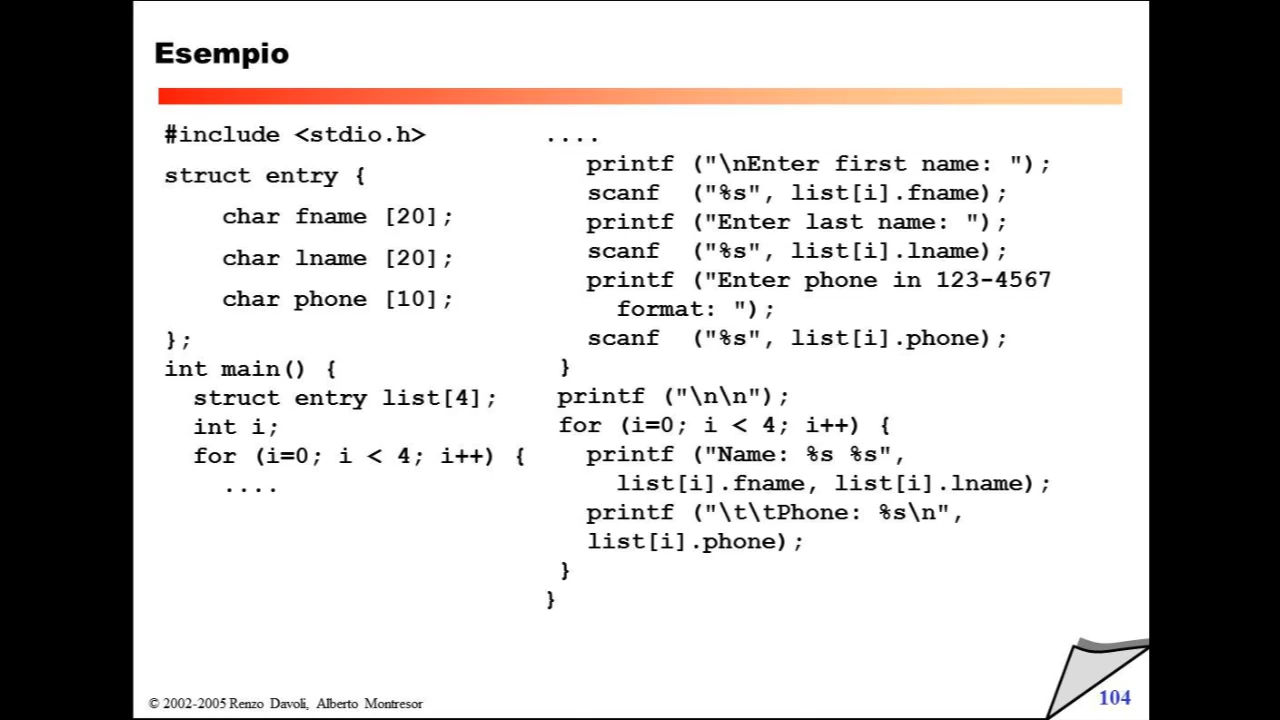 Esempio
#include <stdio.h>
struct entry {
char fname [20];
char lname [20];
char phone [10];
};
int main() {
struct entry list[4];
int i;
for (i=0; i < 4; i++) {
....
....
printf ("\nEnter first name: ");
scanf ("%s", list[i].fname);
printf ("Enter last name: ");
scanf ("%s", list[i].lname);
printf ("Enter phone in 123-4567
format: ");
scanf ("%s", list[i].phone);
}
printf ("\n\n");
for (i=0; i < 4; i++) {
printf ("Name: %s %s",
list[i].fname, list[i].lname);
printf ("\t\tPhone: %s\n",
list[i].phone);
}
}
© 2002-2005 Renzo Davoli, Alberto Montresor
104